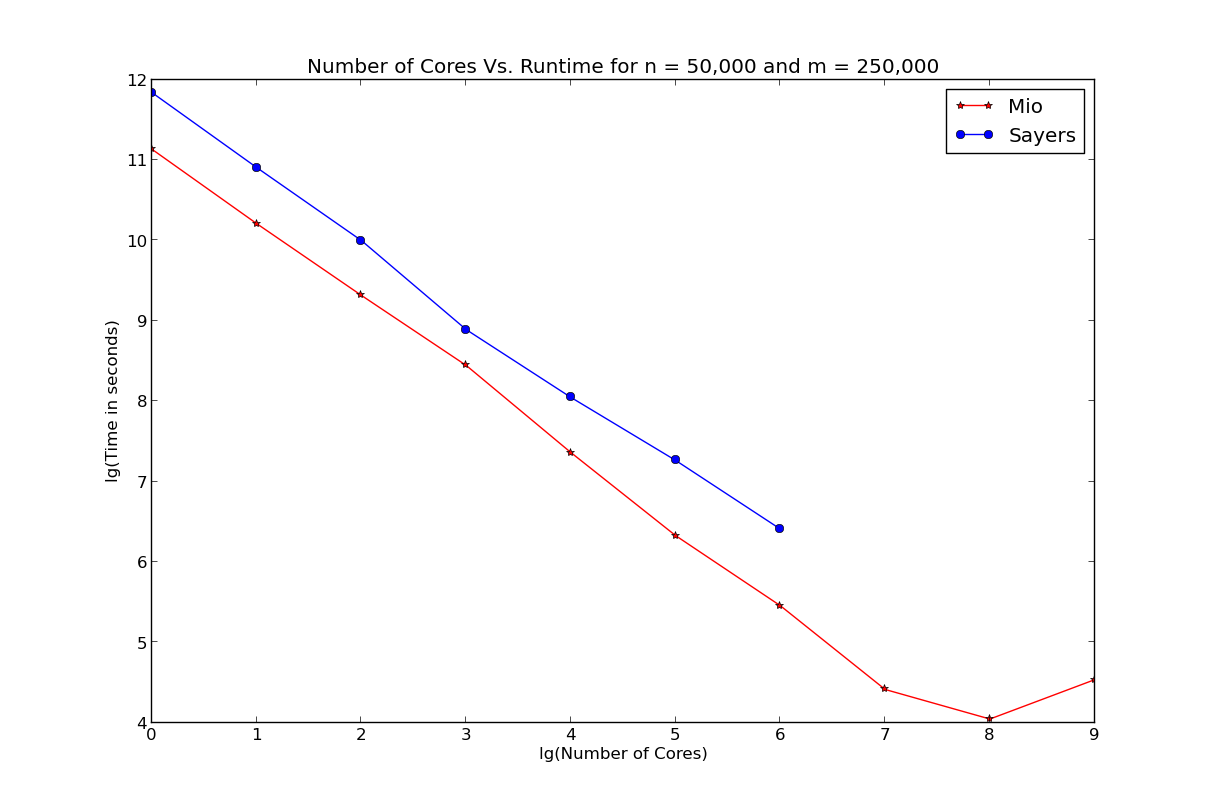 Number of Cores Vs. Runtime for n = 50,000 and m = 250,000
Mio
Sayers
lg(Time in seconds)
12
11
10
9
8
7
6
5
4
0 1 2 3 4 5 6 7 8 9
lg(Number of Cores)